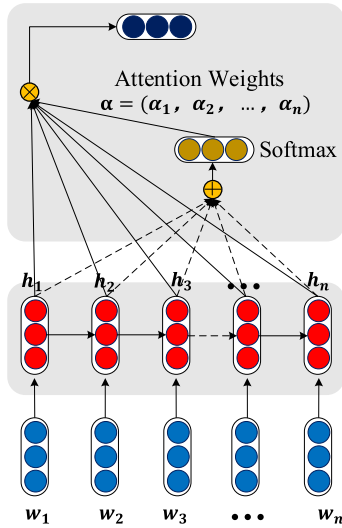 Attention Weights
α = (α₁, α₂, ..., αₙ)
Softmax
h₁ h₂ h₃ ••• hₙ
w₁ w₂ w₃ ••• wₙ